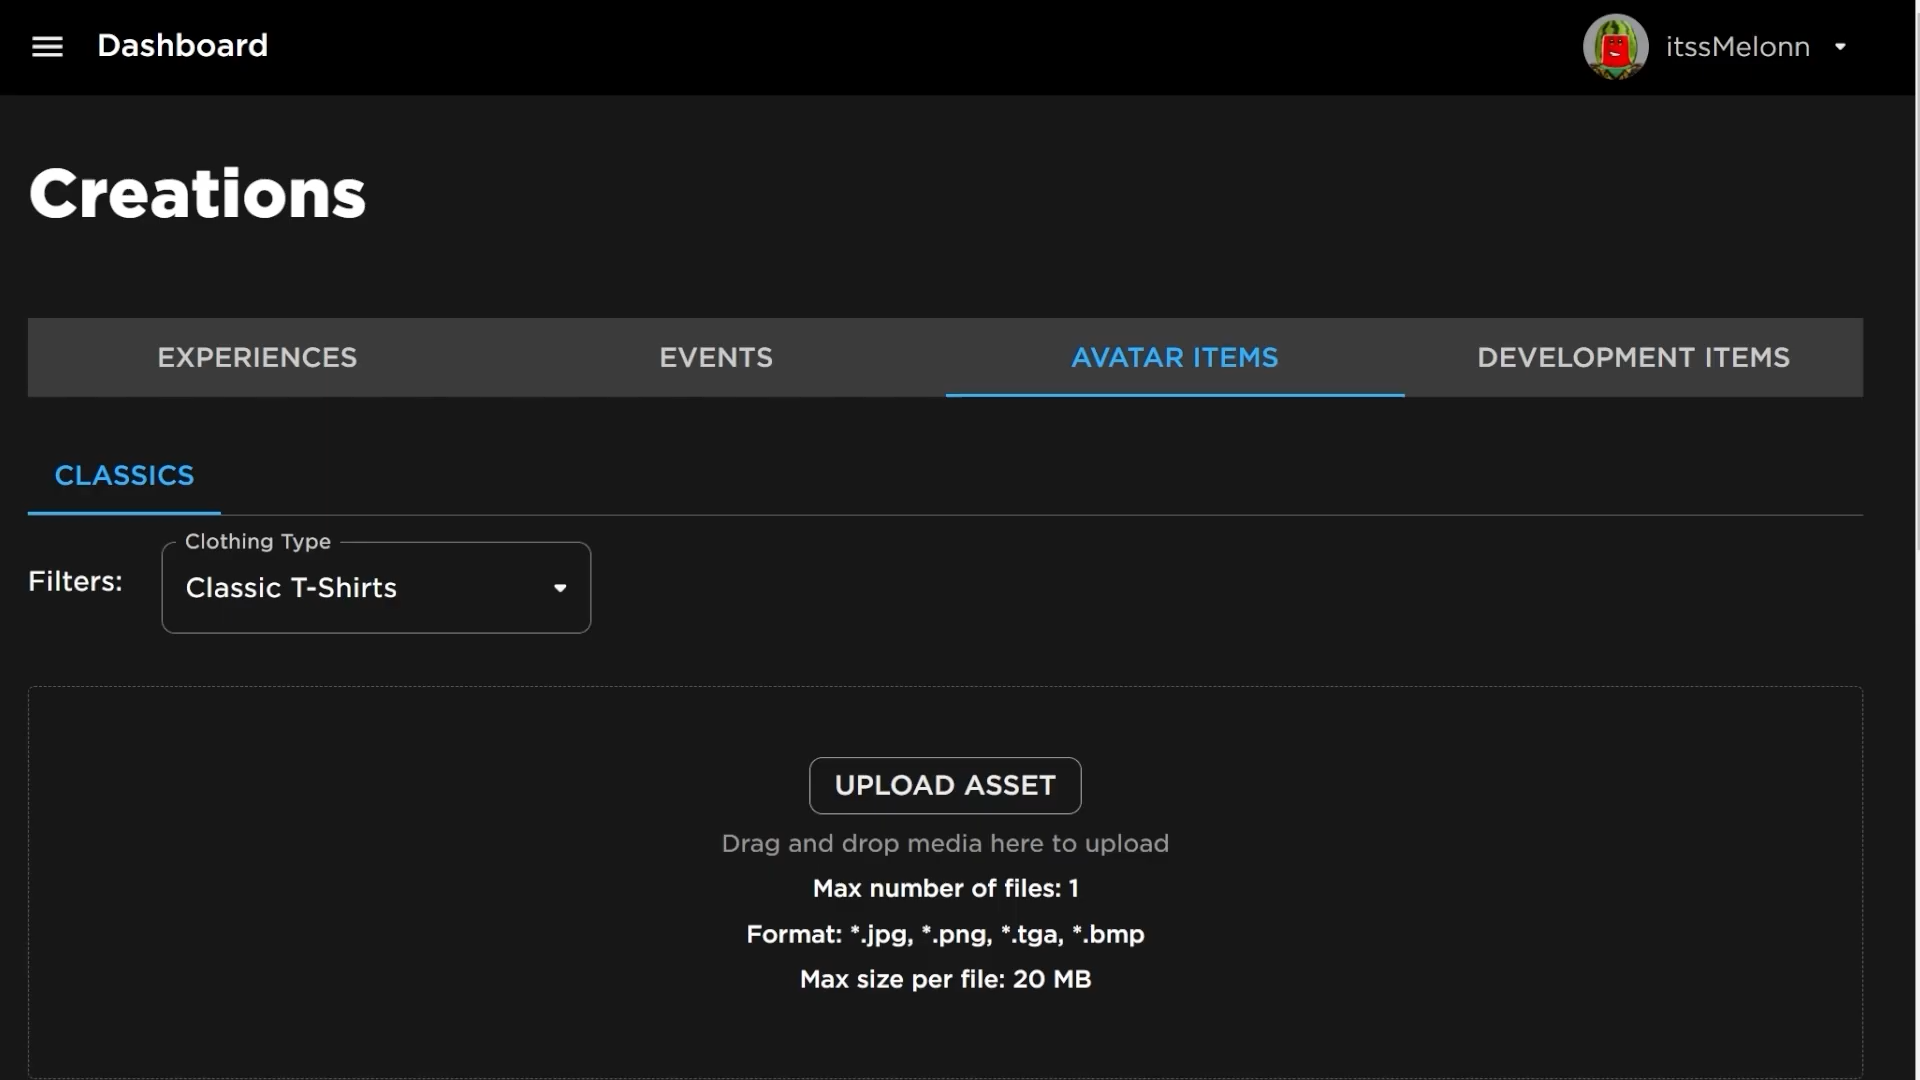 Dashboard
itssMelonn
Creations
EXPERIENCES
EVENTS
AVATAR ITEMS
DEVELOPMENT ITEMS
CLASSICS
Clothing Type
Filters:
Classic T-Shirts
UPLOAD ASSET
Drag and drop media here to upload
Max number of files: 1
Format: *.jpg, *.png, *.tga, *.bmp
Max size per file: 20 MB